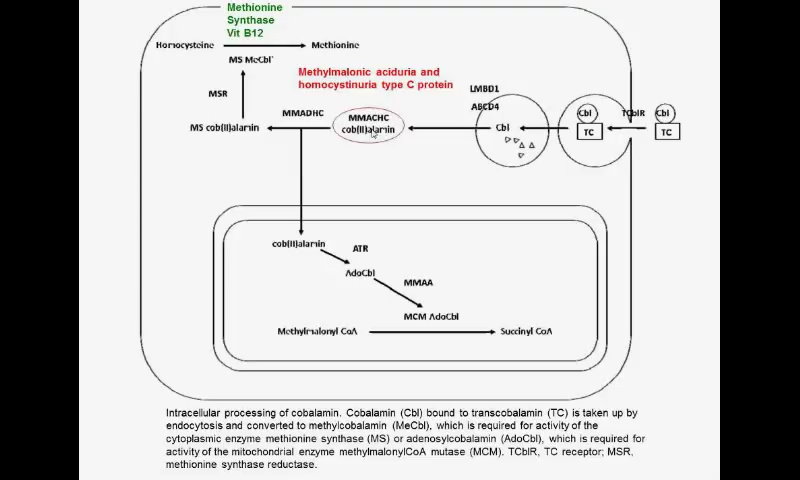 Methionine
Synthase
Vit B12
Homocysteine
Methionine
MS MeCbl
Methylmalonic aciduria and
homocystinuria type C protein
MSR
LMBD1
ABCD4
MMADHC
MMACHC
cob(II)alamin
MS cob(II)alamin
Cbl
Cbl
TC
TCblR
Cbl
TC
cob(II)alamin
ATR
AdoCbl
MMAA
MCM AdoCbl
Methylmalonyl CoA
Succinyl CoA
Intracellular processing of cobalamin. Cobalamin (Cbl) bound to transcobalamin (TC) is taken up by
endocytosis and converted to methylcobalamin (MeCbl), which is required for activity of the
cytoplasmic enzyme methionine synthase (MS) or adenosylcobalamin (AdoCbl), which is required for
activity of the mitochondrial enzyme methylmalonylCoA mutase (MCM). TCblR, TC receptor; MSR,
methionine synthase reductase.